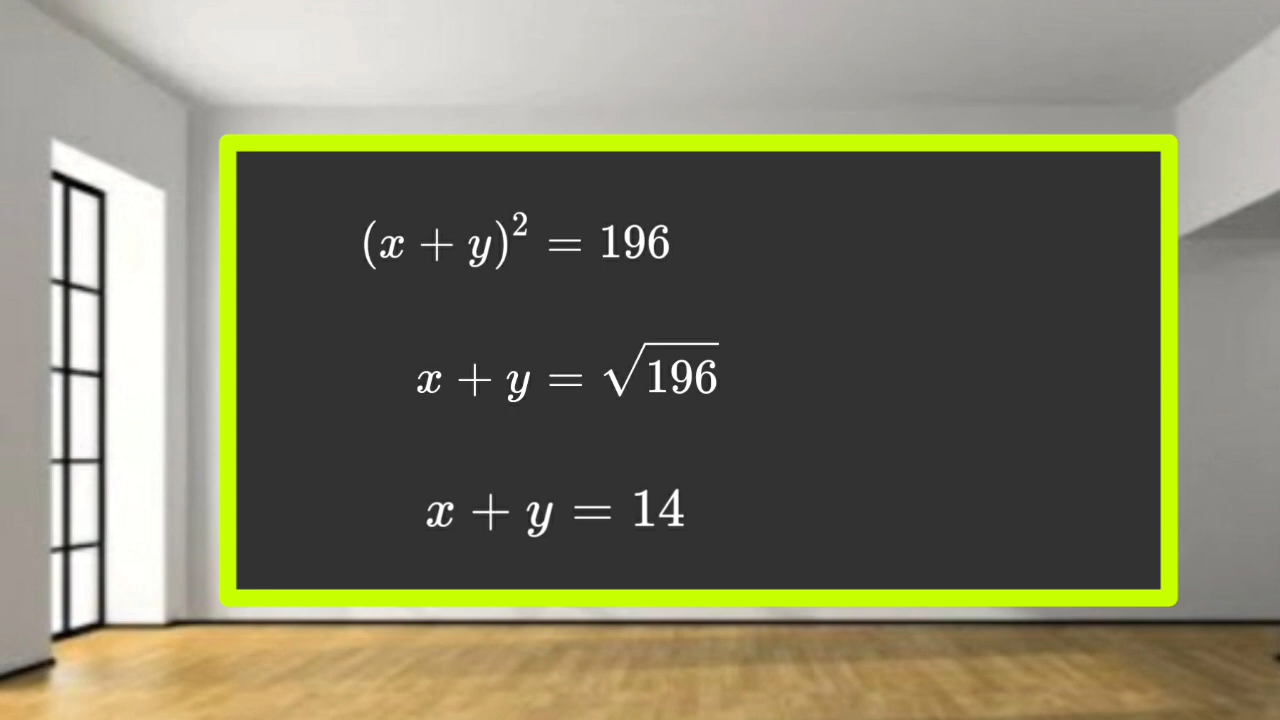 (x + y)² = 196
x + y = √196
x + y = 14